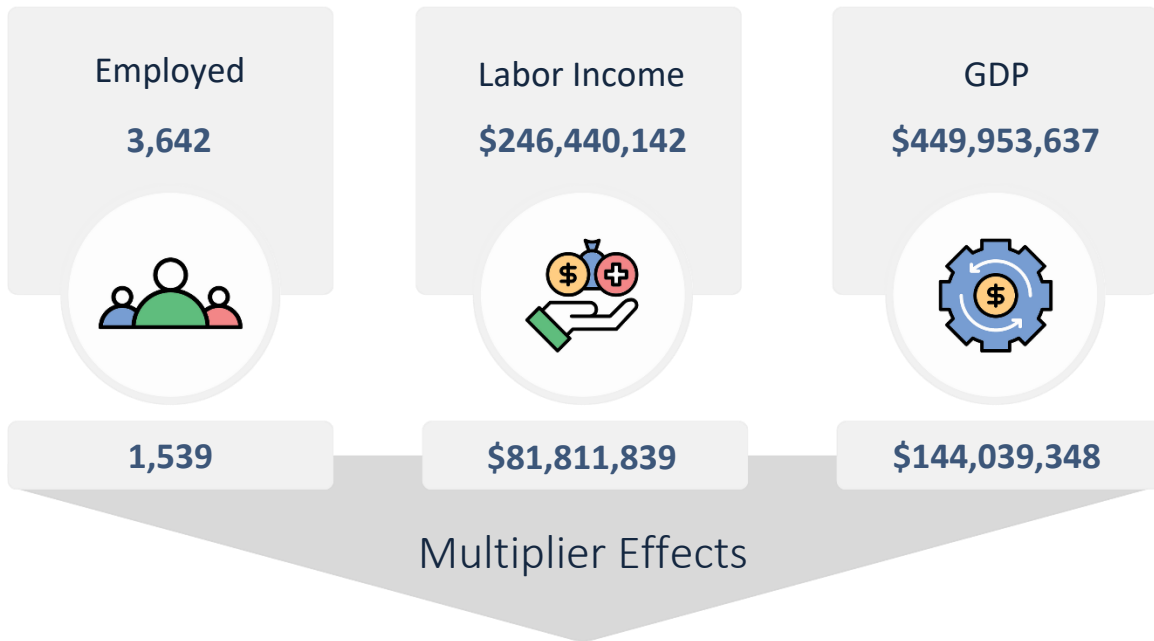 Employed
3,642
Labor Income
$246,440,142
GDP
$449,953,637
1,539
$81,811,839
$144,039,348
Multiplier Effects